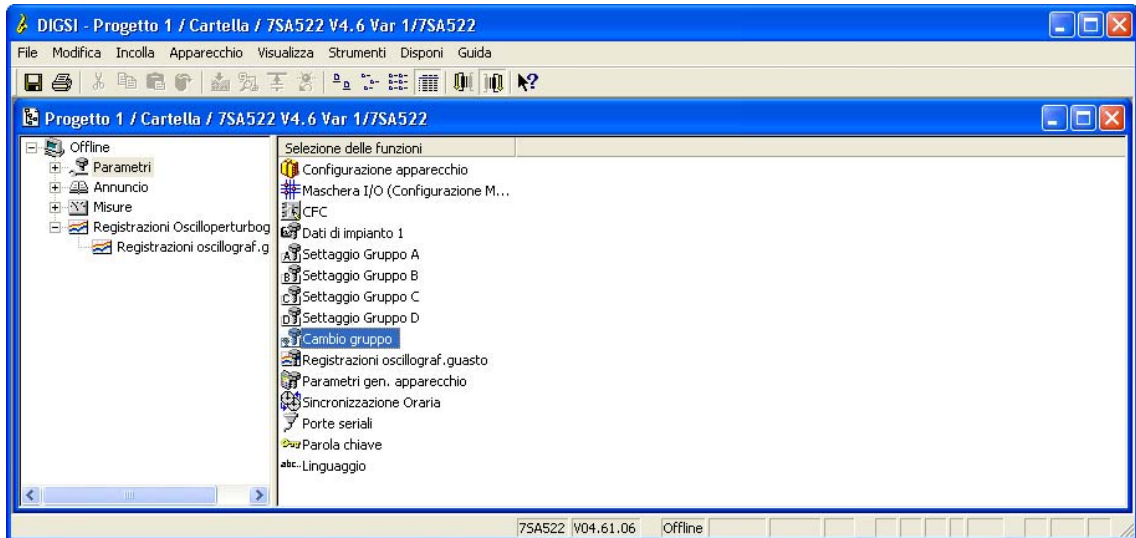 DIGSI - Progetto 1 / Cartella / 7SA522 V4.6 Var 1/7SA522
File Modifica Incolla Apparecchio Visualizza Strumenti Disponi Guida
Progetto 1 / Cartella / 7SA522 V4.6 Var 1/7SA522
Offline
Parametri
Annuncio
Misure
Registrazioni Oscilloperturbog
Registrazioni oscillograf.g
Selezione delle funzioni
Configurazione apparecchio
Maschera I/O (Configurazione M...
CFC
Dati di impianto 1
Settaggio Gruppo A
Settaggio Gruppo B
Settaggio Gruppo C
Settaggio Gruppo D
Cambio gruppo
Registrazioni oscillograf.guasto
Parametri gen. apparecchio
Sincronizzazione Oraria
Porte seriali
Parola chiave
abc.. Linguaggio
7SA522 V04.61.06 Offline